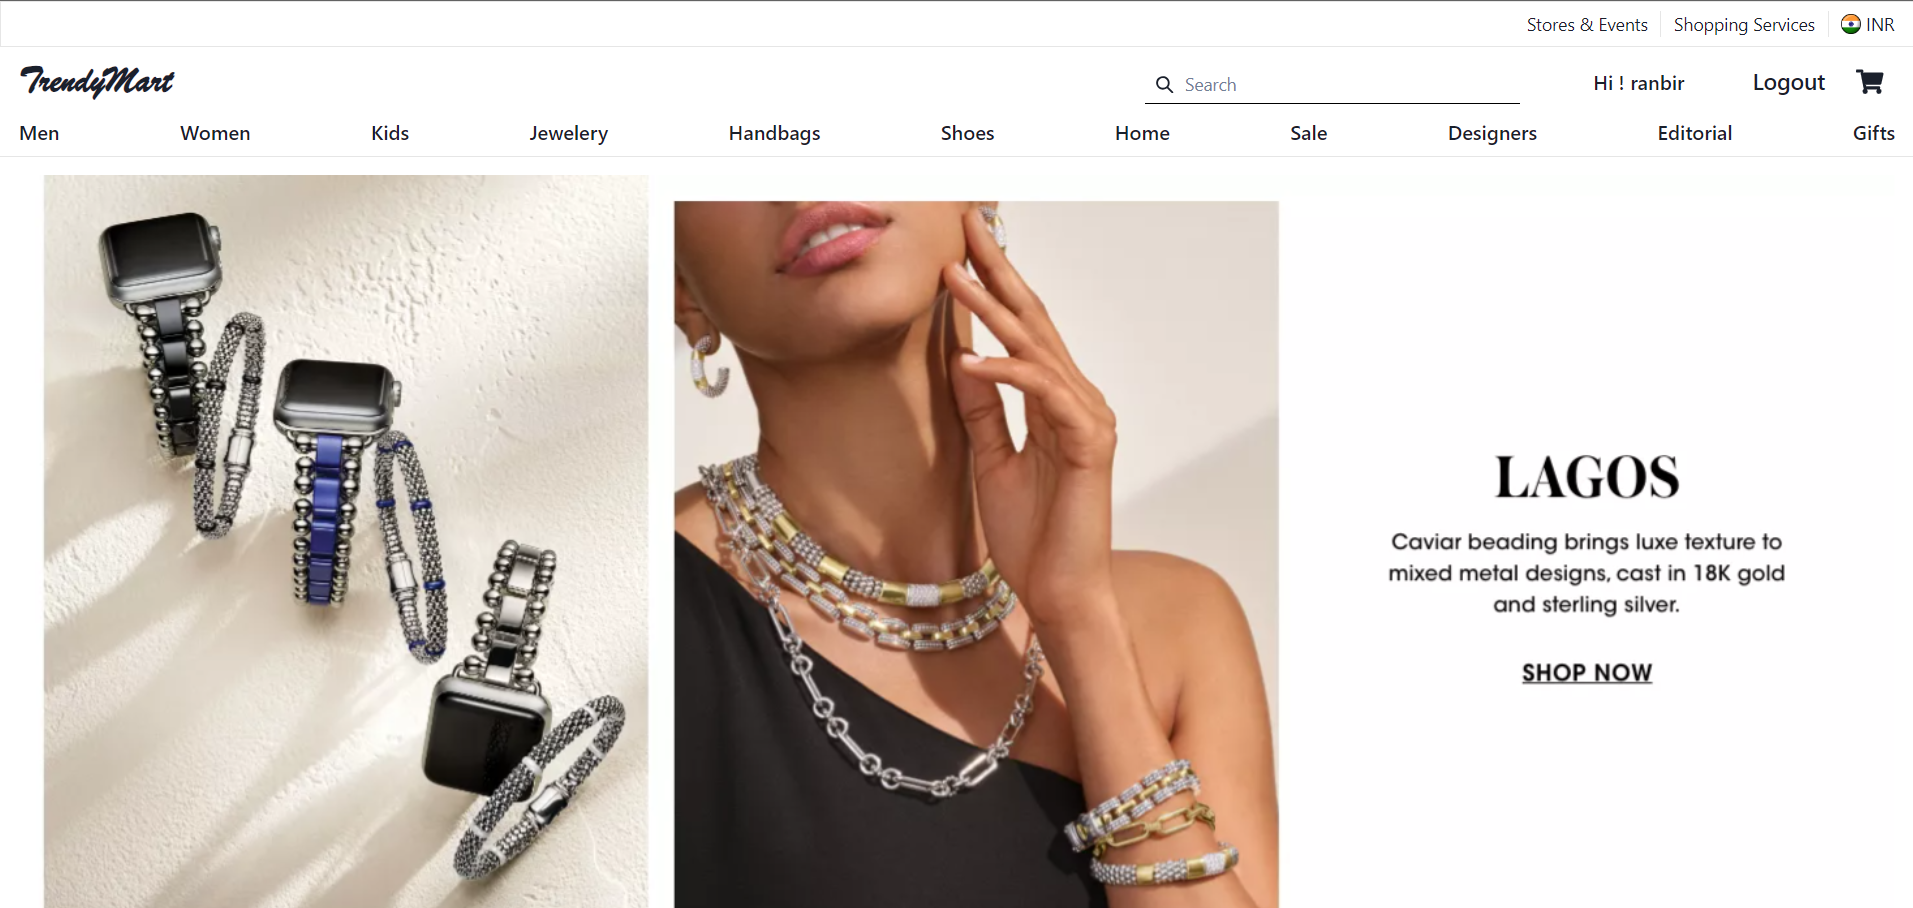 Stores & Events
Shopping Services
INR
TrendyMart
Search
Hi ! ranbir
Logout
Men
Women
Kids
Jewelery
Handbags
Shoes
Home
Sale
Designers
Editorial
Gifts
LAGOS
Caviar beading brings luxe texture to
mixed metal designs, cast in 18K gold
and sterling silver.
SHOP NOW